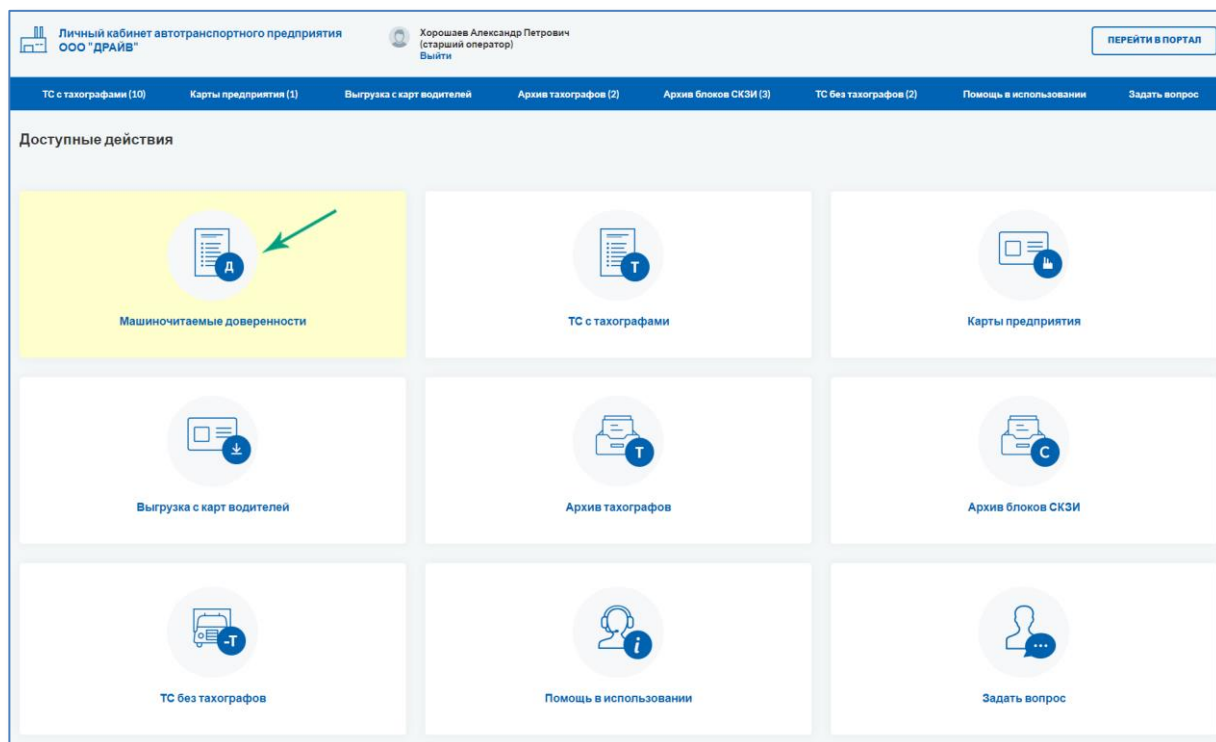 Личный кабинет автотранспортного предприятия
ООО "ДРАЙВ"
Хорошаев Александр Петрович
(старший оператор)
Выйти
ПЕРЕЙТИ В ПОРТАЛ
ТС с тахографами (10) Карты предприятия (1) Выгрузка с карт водителей Архив тахографов (2) Архив блоков СКЗИ (3) ТС без тахографов (2) Помощь в использовании Задать вопрос
Доступные действия
Д
Т
Машиночитаемые доверенности ТС с тахографами Карты предприятия
Т
С
Выгрузка с карт водителей Архив тахографов Архив блоков СКЗИ
-Т
i
ТС без тахографов Помощь в использовании Задать вопрос